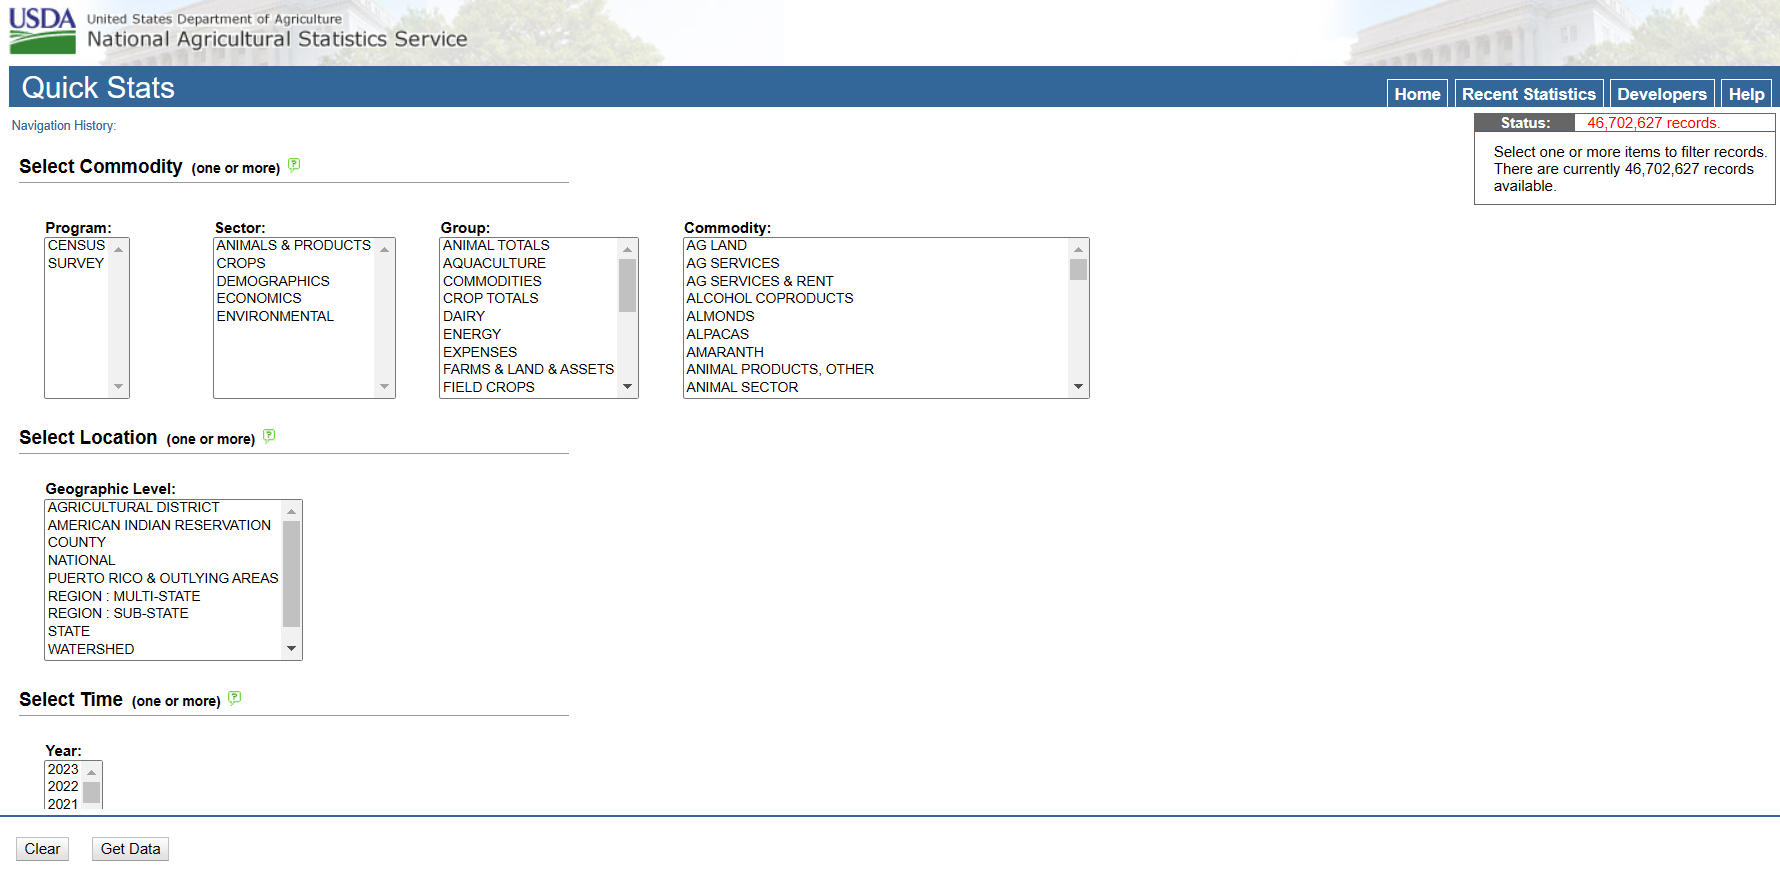 USDA
United States Department of Agriculture
National Agricultural Statistics Service
Quick Stats
Home
Recent Statistics
Developers
Help
Navigation History:
Status:
46,702,627 records.
Select one or more items to filter records.
There are currently 46,702,627 records
available.
Select Commodity (one or more) ?
Program:
CENSUS
SURVEY
Sector:
ANIMALS & PRODUCTS
CROPS
DEMOGRAPHICS
ECONOMICS
ENVIRONMENTAL
Group:
ANIMAL TOTALS
AQUACULTURE
COMMODITIES
CROP TOTALS
DAIRY
ENERGY
EXPENSES
FARMS & LAND & ASSETS
FIELD CROPS
Commodity:
AG LAND
AG SERVICES
AG SERVICES & RENT
ALCOHOL COPRODUCTS
ALMONDS
ALPACAS
AMARANTH
ANIMAL PRODUCTS, OTHER
ANIMAL SECTOR
Select Location (one or more) ?
Geographic Level:
AGRICULTURAL DISTRICT
AMERICAN INDIAN RESERVATION
COUNTY
NATIONAL
PUERTO RICO & OUTLYING AREAS
REGION : MULTI-STATE
REGION : SUB-STATE
STATE
WATERSHED
Select Time (one or more) ?
Year:
2023
2022
2021
Clear
Get Data